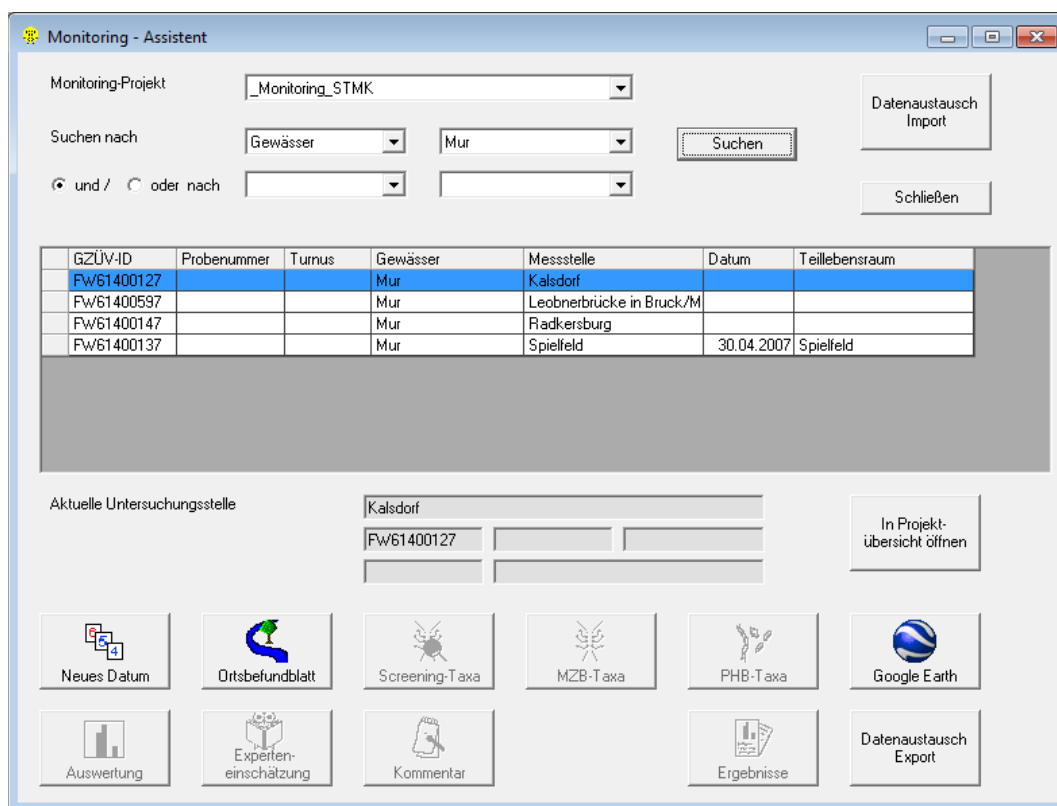 Monitoring - Assistent
Monitoring-Projekt
_Monitoring_STMK
Datenaustausch
Import
Suchen nach
Gewässer
Mur
Suchen
und /
oder nach
Schließen
GZÜV-ID Probenummer Turnus Gewässer Messstelle Datum Teillebensraum
FW61400127 Mur Kalsdorf
FW61400597 Mur Leobnerbrücke in Bruck/M
FW61400147 Mur Radkersburg
FW61400137 Mur Spielfeld 30.04.2007 Spielfeld
Aktuelle Untersuchungsstelle
Kalsdorf
FW61400127
In Projekt-
übersicht öffnen
6 5 4
Neues Datum
Ortsbefundblatt
Screening-Taxa
MZB-Taxa
PHB-Taxa
Google Earth
Auswertung
Experten-
einschätzung
Kommentar
Ergebnisse
Datenaustausch
Export